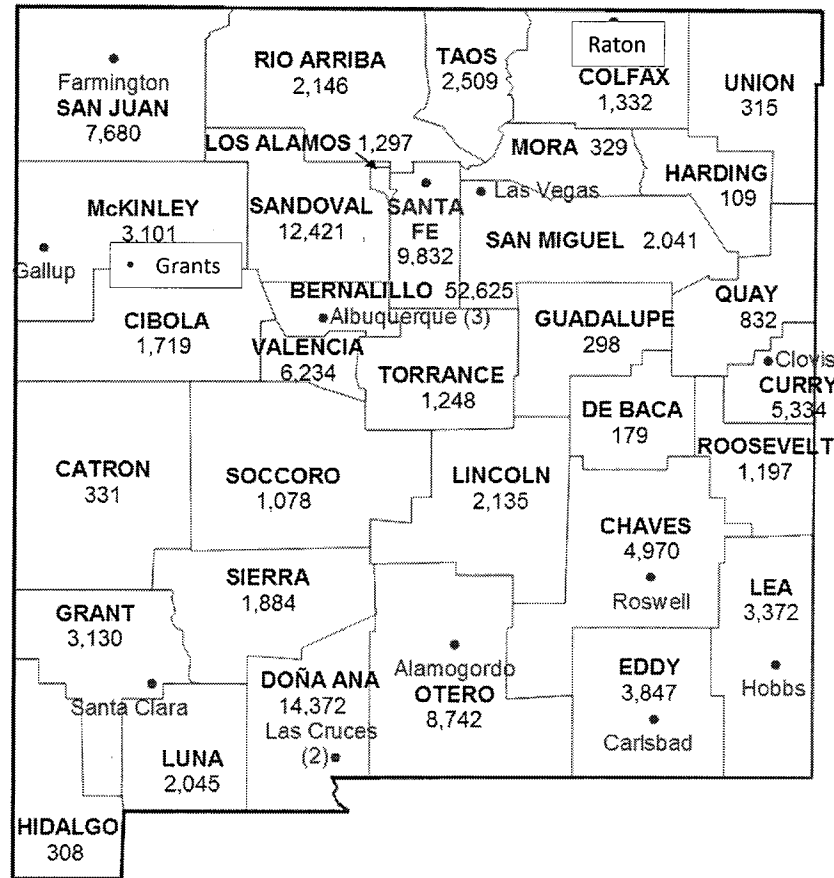 Farmington
SAN JUAN
7,680
RIO ARRIBA
2,146
TAOS
2,509
Raton
COLFAX
1,332
UNION
315
LOS ALAMOS 1,297
MORA 329
HARDING
109
McKINLEY
3,101
Gallup
Grants
SANDOVAL
12,421
SANTA
FE
9,832
Las Vegas
SAN MIGUEL 2,041
QUAY
832
BERNALILLO 52,625
Albuquerque (3)
CIBOLA
1,719
VALENCIA
6,234
TORRANCE
1,248
GUADALUPE
298
Clovis
CURRY
5,334
DE BACA
179
ROOSEVELT
1,197
CATRON
331
SOCCORO
1,078
LINCOLN
2,135
CHAVES
4,970
Roswell
LEA
3,372
Hobbs
SIERRA
1,884
GRANT
3,130
Santa Clara
DOÑA ANA
14,372
Las Cruces
(2)
Alamogordo
OTERO
8,742
EDDY
3,847
Carlsbad
LUNA
2,045
HIDALGO
308